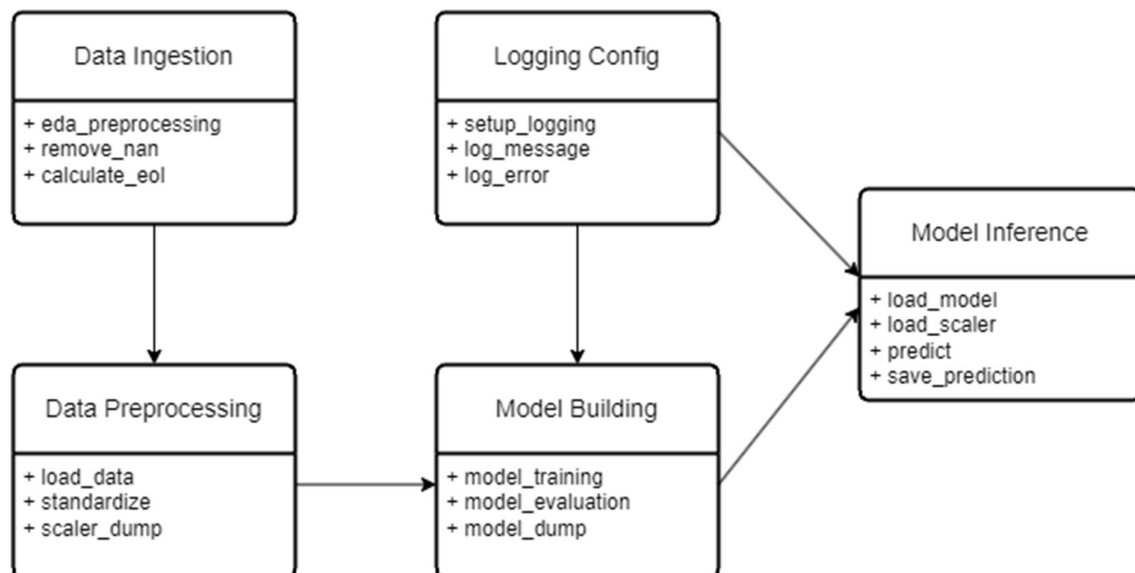 Data Ingestion
+ eda_preprocessing
+ remove_nan
+ calculate_eol
Logging Config
+ setup_logging
+ log_message
+ log_error
Model Inference
+ load_model
+ load_scaler
+ predict
+ save_prediction
Data Preprocessing
+ load_data
+ standardize
+ scaler_dump
Model Building
+ model_training
+ model_evaluation
+ model_dump